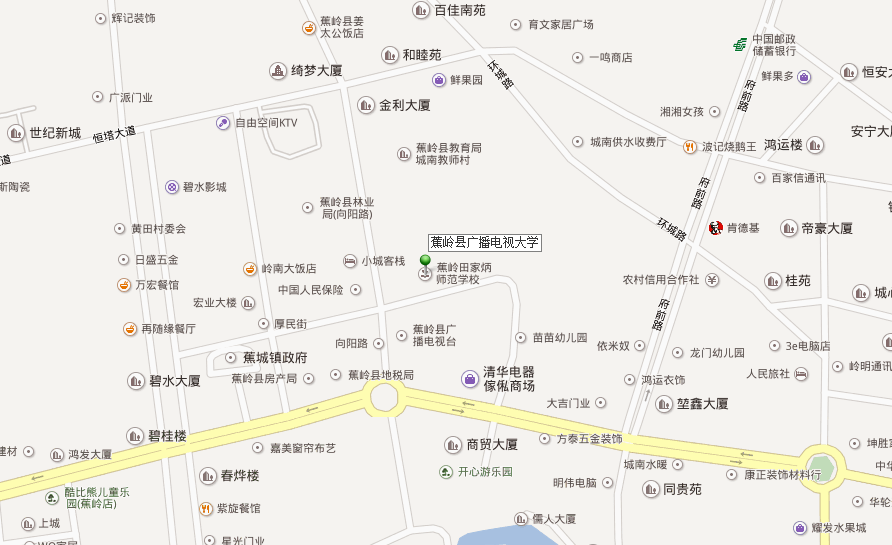 辉记装饰
百佳南苑
蕉岭县姜
太公饭店
育文家居广场
中国邮政
储蓄银行
和睦苑
一鸣商店
绮梦大厦
环城路
鲜果园
鲜果多
恒安大
府前路
广派门业
金利大厦
湘湘女孩
自由空间KTV
世纪新城
恒塔大道
安宁大
城南供水收费厅
波记烧鹅王
鸿运楼
蕉岭县教育局
城南教师村
道
百家信通讯
斯陶瓷
碧水影城
府前路
蕉岭县林业
局(向阳路)
黄田村委会
环城路
肯德基
帝豪大厦
蕉岭县广播电视大学
日盛五金
岭南大饭店
小城客栈
蕉岭田家炳
师范学校
万宏餐馆
中国人民保险
农村信用合作社
桂苑
城心
宏业大楼
府前路
厚民街
再随缘餐厅
向阳路
蕉岭县广
播电视台
苗苗幼儿园
依米奴
龙门幼儿园
3e电脑店
蕉城镇政府
岭明通讯
碧水大厦
蕉岭县房产局
蕉岭县地税局
清华电器
傢俬商场
鸿运衣饰
人民旅社
大吉门业
堃鑫大厦
碧桂楼
嘉美窗帘布艺
商贸大厦
方泰五金装饰
坤胜
建材
鸿发大厦
城南水暖
中华
春烨楼
开心游乐园
康正装饰材料行
明伟电脑
同贵苑
酷比熊儿童乐
园(蕉岭店)
紫旋餐馆
华轮
上城
儒人大厦
耀发水果城
星光门业